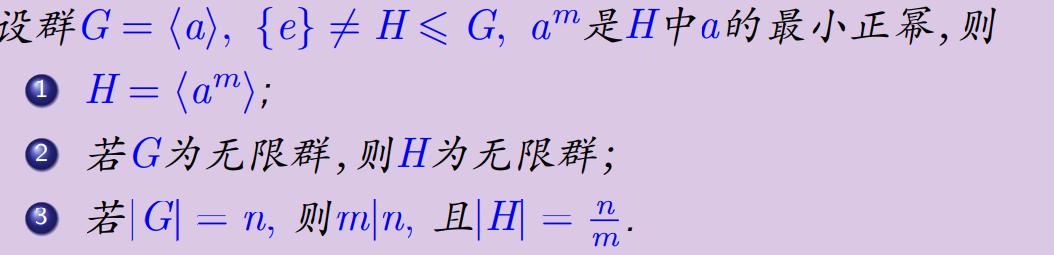 设群G = ⟨a⟩, {e} ≠ H ⩽ G, a^m是H中a的最小正幂,则
1 H = ⟨a^m⟩;
2 若G为无限群,则H为无限群;
3 若|G| = n, 则m|n, 且|H| = n/m.